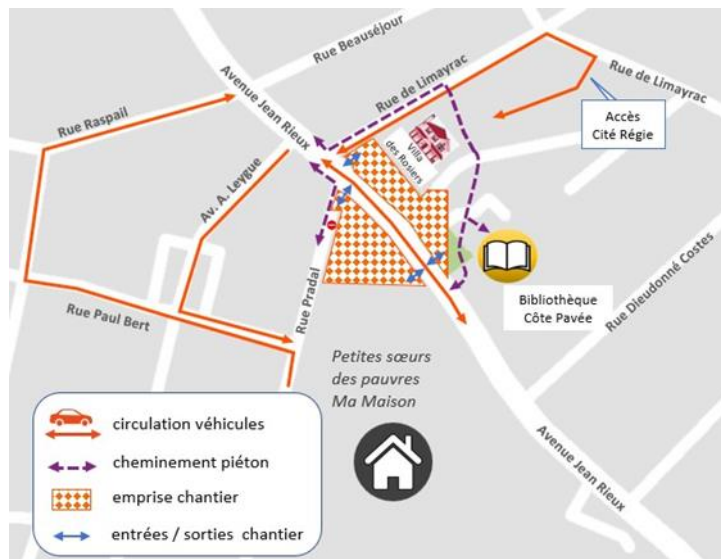 Rue Beauséjour
Avenue Jean Rieux
Rue de Limayrac
Rue de Limayrac
Accès
Cité Régie
Rue Raspail
Av. A. Leygue
Villa
des Rosiers
Rue Pradal
Rue Paul Bert
Bibliothèque
Côte Pavée
Rue Dieudonné Costes
Petites sœurs
des pauvres
Ma Maison
Avenue Jean Rieux
circulation véhicules
cheminement piéton
emprise chantier
entrées / sorties chantier